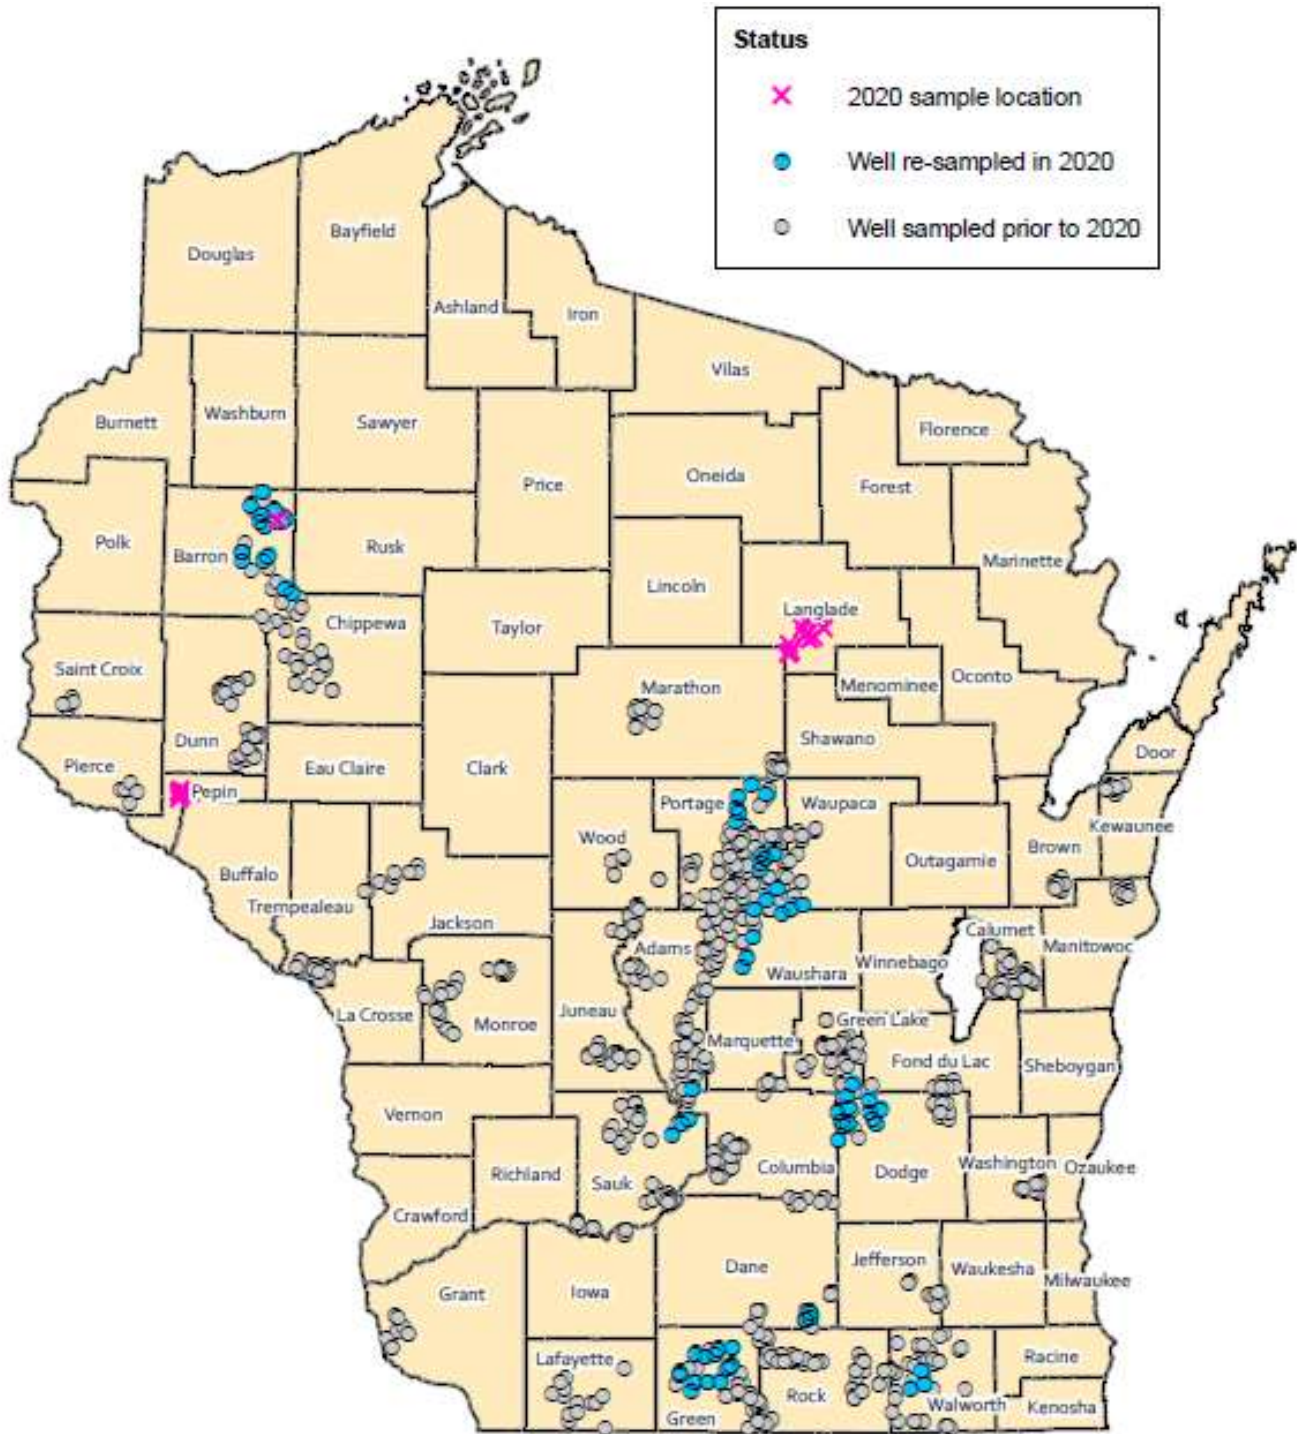 Status
2020 sample location
Well re-sampled in 2020
Well sampled prior to 2020
Bayfield
Douglas
Ashland
Iron
Vilas
Burnett
Washburn
Sawyer
Florence
Oneida
Price
Forest
Polk
Barron
Rusk
Marinette
Lincoln
Langlade
Chippewa
Taylor
Saint Croix
Marathon
Menominee
Oconto
Dunn
Shawano
Pierce
Eau Claire
Clark
Door
Pepin
Portage
Waupaca
Kewaunee
Wood
Brown
Outagamie
Buffalo
Trempealeau
Jackson
Calumet
Adams
Manitowoc
Waushara
Winnebago
La Crosse
Juneau
Monroe
Green Lake
Marquette
Fond du Lac
Sheboygan
Vernon
Richland
Columbia
Dodge
Washington
Ozaukee
Sauk
Crawford
Dane
Jefferson
Waukesha
Milwaukee
Grant
Iowa
Lafayette
Racine
Rock
Walworth
Kenosha
Green